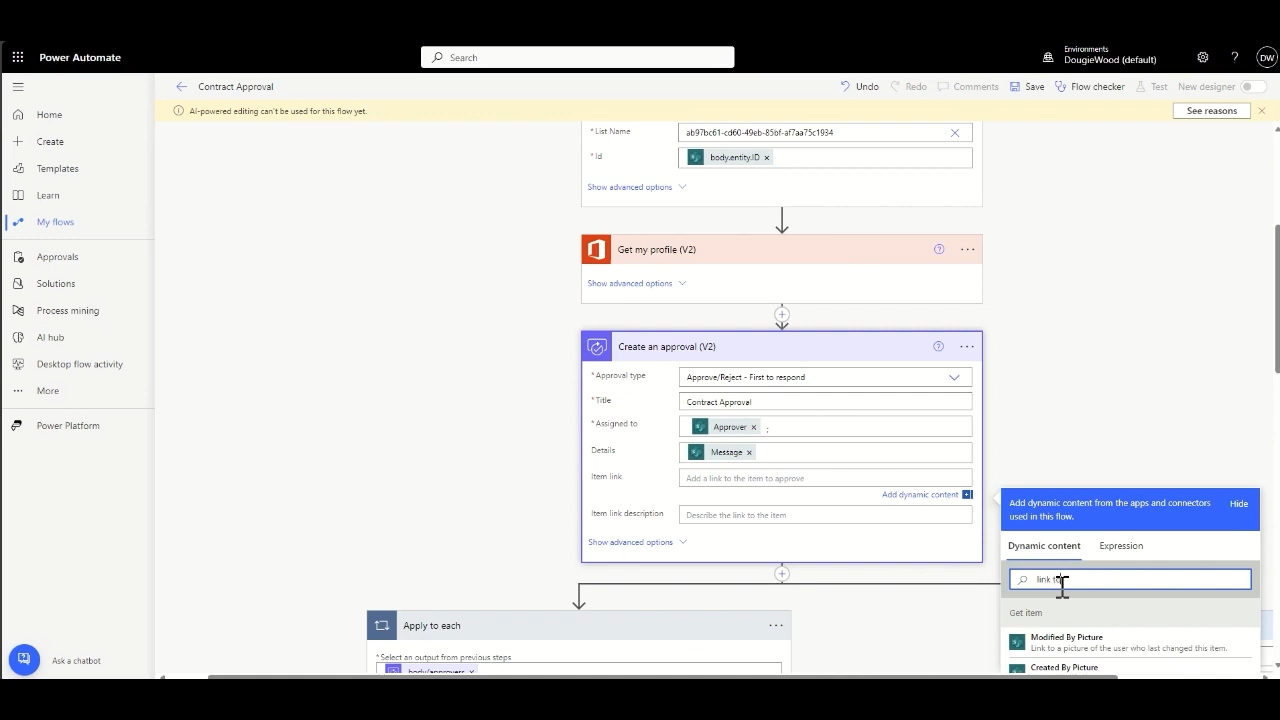 Power Automate
Search
Environments
DougieWood (default)
DW
Contract Approval
Undo
Redo
Comments
Save
Flow checker
Test
New designer
AI-powered editing can't be used for this flow yet.
See reasons
Home
Create
Templates
Learn
My flows
Approvals
Solutions
Process mining
AI hub
Desktop flow activity
More
Power Platform
Ask a chatbot
* List Name
ab97bc61-cd60-49eb-85bf-af7aa75c1934
* Id
body.entity.ID
Show advanced options
Get my profile (V2)
Show advanced options
Create an approval (V2)
* Approval type
Approve/Reject - First to respond
* Title
Contract Approval
* Assigned to
Approver ;
Details
Message
Item link
Add a link to the item to approve
Add dynamic content
Item link description
Describe the link to the item
Show advanced options
Apply to each
* Select an output from previous steps
body/approvers
Add dynamic content from the apps and connectors
used in this flow.
Hide
Dynamic content
Expression
link
Get item
Modified By Picture
Link to a picture of the user who last changed this item.
Created By Picture